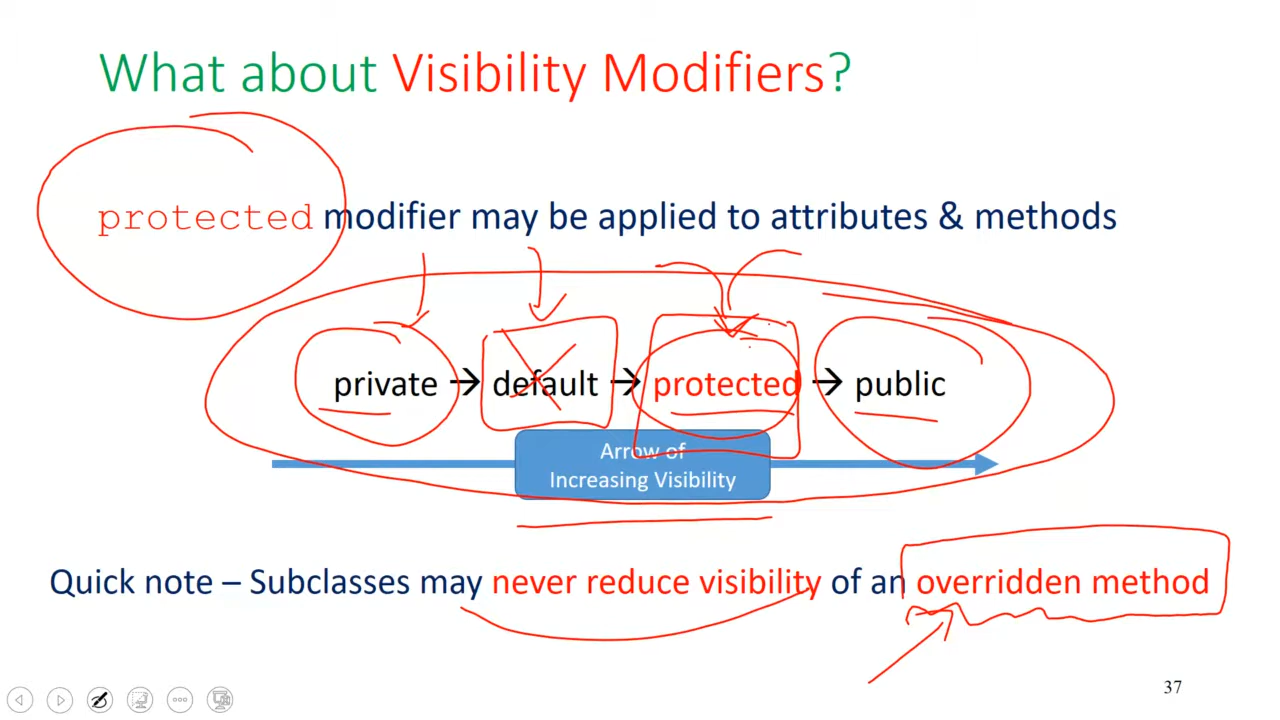 What about Visibility Modifiers?
protected modifier may be applied to attributes & methods
private → default → protected → public
Arrow of
Increasing Visibility
Quick note – Subclasses may never reduce visibility of an overridden method
37